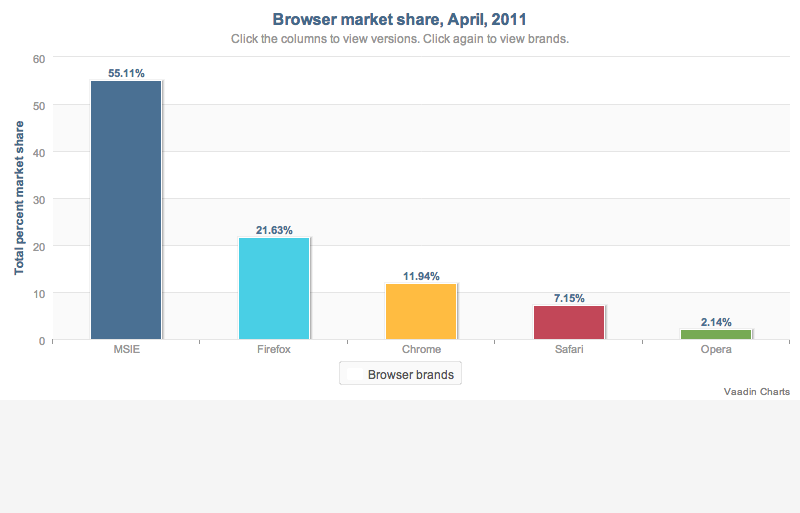 Browser market share, April, 2011
Click the columns to view versions. Click again to view brands.
Total percent market share
60
50
40
30
20
10
0
55.11%
21.63%
11.94%
7.15%
2.14%
MSIE
Firefox
Chrome
Safari
Opera
Browser brands
Vaadin Charts